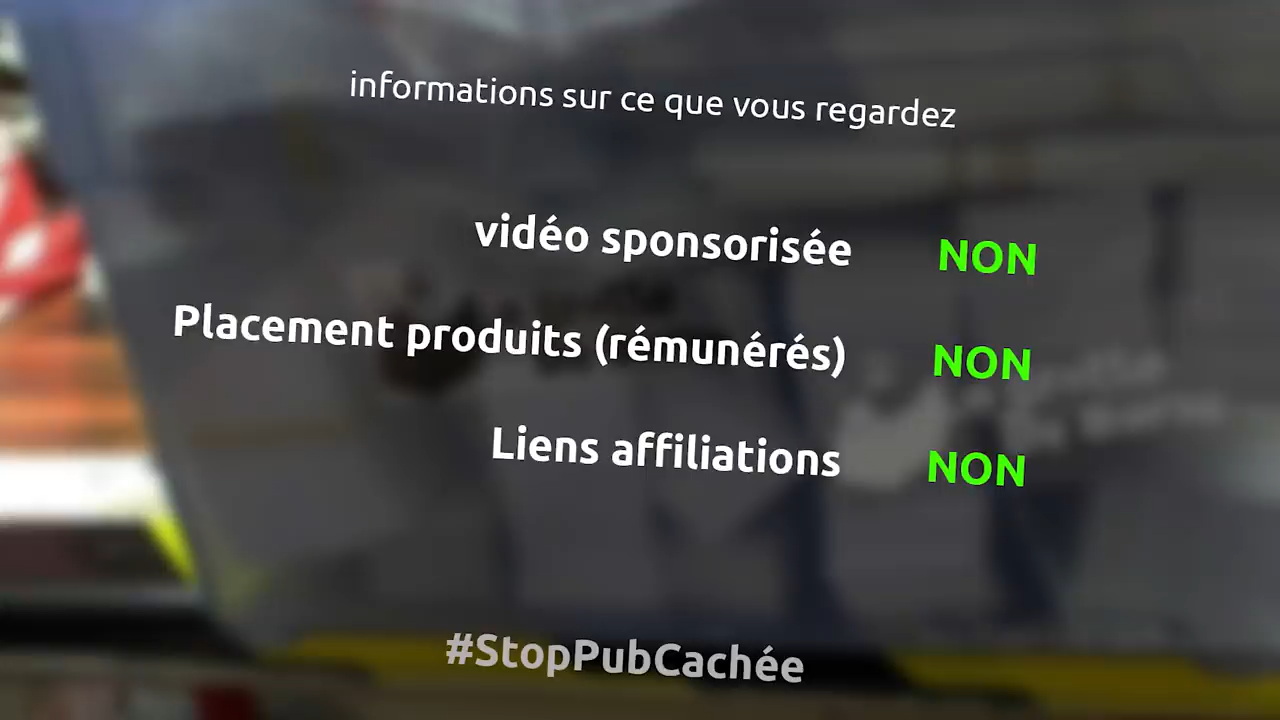 informations sur ce que vous regardez
vidéo sponsorisée NON
Placement produits (rémunérés) NON
Liens affiliations NON
#StopPubCachée